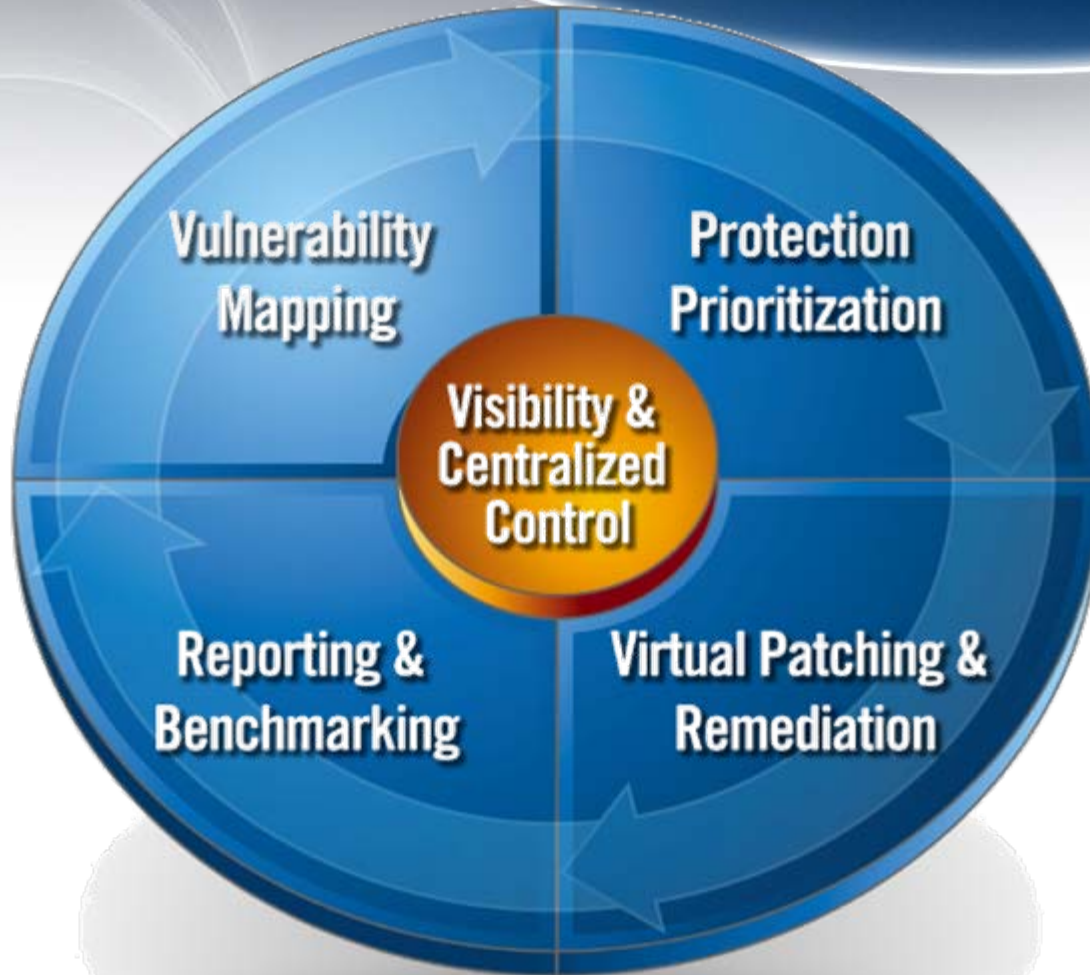 Vulnerability
Mapping
Protection
Prioritization
Visibility &
Centralized
Control
Reporting &
Benchmarking
Virtual Patching &
Remediation